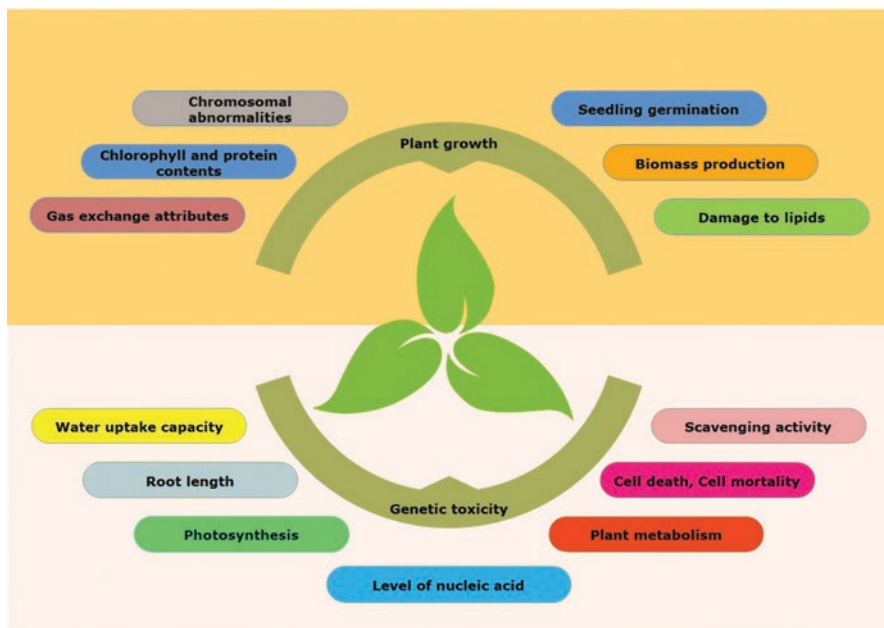 Chromosomal
abnormalities
Seedling germination
Plant growth
Chlorophyll and protein
contents
Biomass production
Gas exchange attributes
Damage to lipids
Water uptake capacity
Scavenging activity
Root length
Cell death, Cell mortality
Genetic toxicity
Photosynthesis
Plant metabolism
Level of nucleic acid